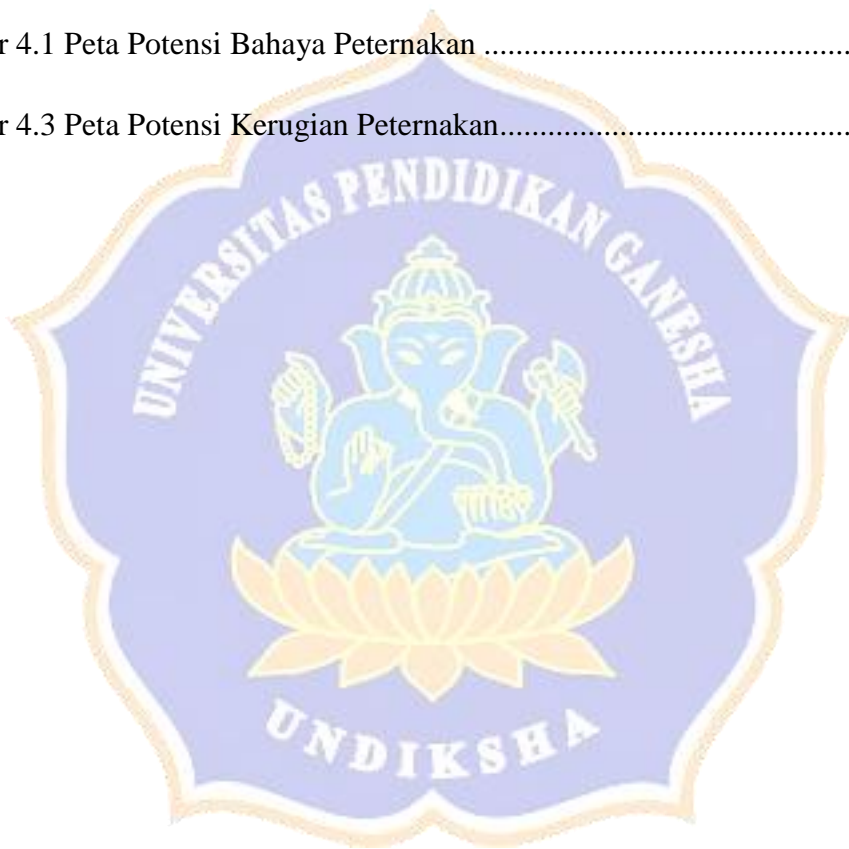 r 4.1 Peta Potensi Bahaya Peternakan ..............................................
r 4.3 Peta Potensi Kerugian Peternakan............................................
UNIVERSITAS PENDIDIKAN GANESHA
UNDIKSHA